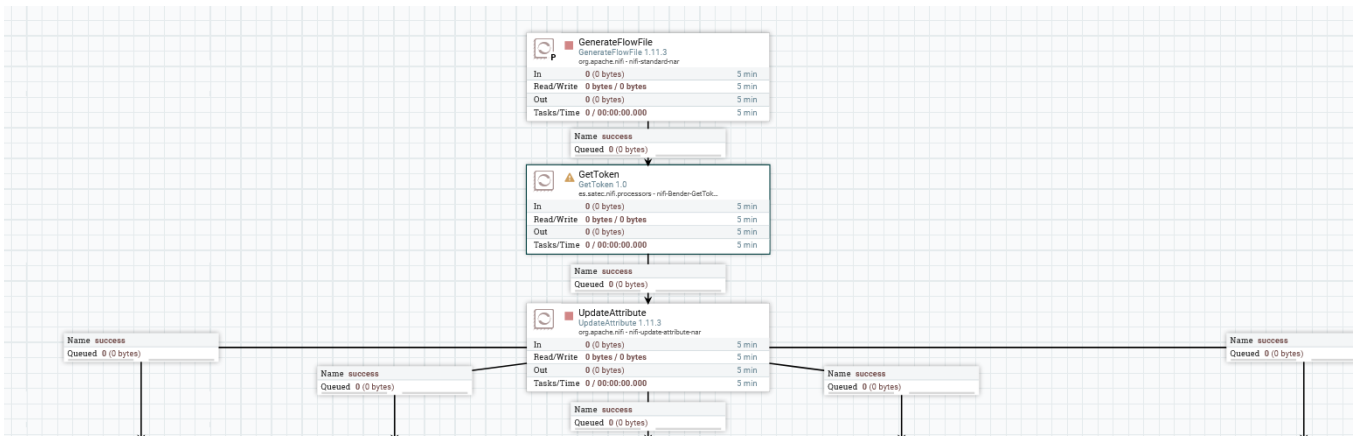 GenerateFlowFile
GenerateFlowFile 1.11.3
org.apache.nifi - nifi-standard-nar
P
In 0 (0 bytes) 5 min
Read/Write 0 bytes / 0 bytes 5 min
Out 0 (0 bytes) 5 min
Tasks/Time 0 / 00:00:00.000 5 min
Name success
Queued 0 (0 bytes)
GetToken
GetToken 1.0
es.satec.nifi.processors - nifi-Bender-GetTok...
In 0 (0 bytes) 5 min
Read/Write 0 bytes / 0 bytes 5 min
Out 0 (0 bytes) 5 min
Tasks/Time 0 / 00:00:00.000 5 min
Name success
Queued 0 (0 bytes)
UpdateAttribute
UpdateAttribute 1.11.3
org.apache.nifi - nifi-update-attribute-nar
In 0 (0 bytes) 5 min
Read/Write 0 bytes / 0 bytes 5 min
Out 0 (0 bytes) 5 min
Tasks/Time 0 / 00:00:00.000 5 min
Name success
Queued 0 (0 bytes)
Name success
Queued 0 (0 bytes)
Name success
Queued 0 (0 bytes)
Name success
Queued 0 (0 bytes)
Name success
Queued 0 (0 bytes)